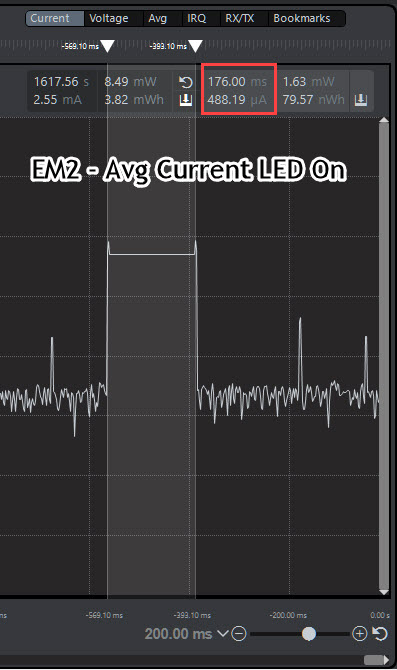 Current Voltage Avg IRQ RX/TX Bookmarks
-569.10 ms -393.10 ms
1617.56 s 8.49 mW 176.00 ms 1.63 mW
2.55 mA 3.82 mWh 488.19 µA 79.57 nWh
EM2 - Avg Current LED On
ms -569.10 ms -393.10 ms -200.00 ms 0.00 s
200.00 ms